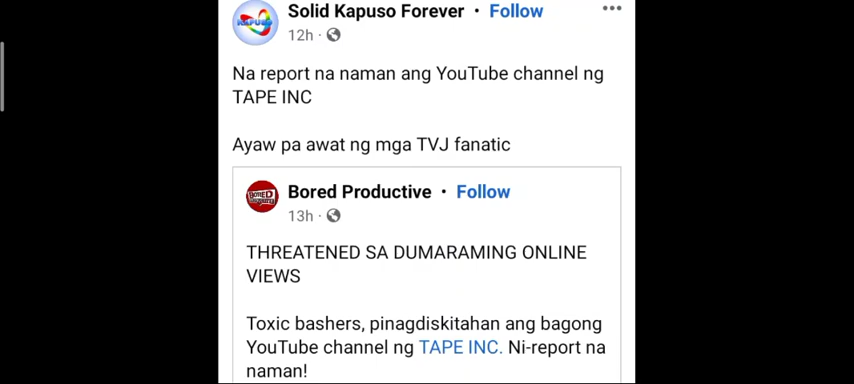 Solid Kapuso Forever • Follow
12h ·
Na report na naman ang YouTube channel ng
TAPE INC
Ayaw pa awat ng mga TVJ fanatic
Bored Productive • Follow
13h ·
THREATENED SA DUMARAMING ONLINE
VIEWS
Toxic bashers, pinagdiskitahan ang bagong
YouTube channel ng TAPE INC. Ni-report na
naman!